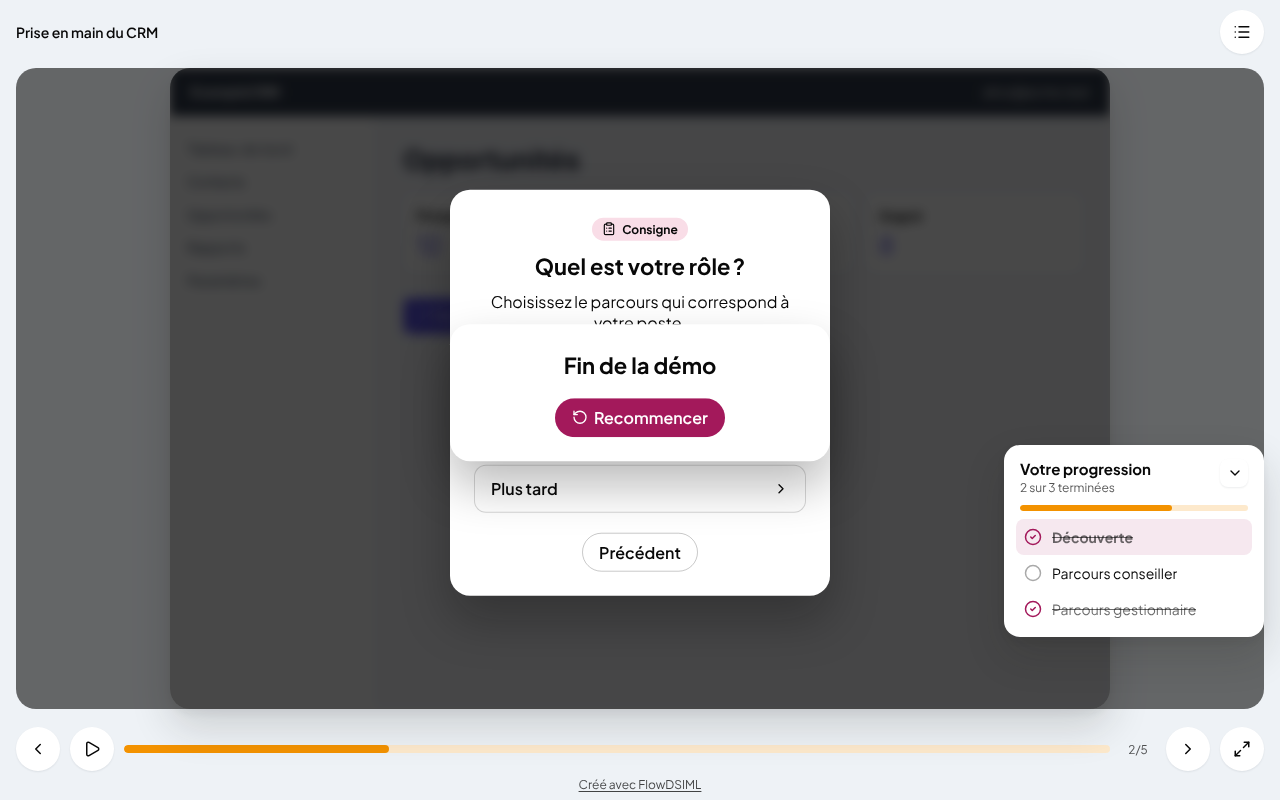 Prise en main du CRM
Opportunités
Consigne
Quel est votre rôle ?
Choisissez le parcours qui correspond à
votre poste
Fin de la démo
Recommencer
Plus tard
Précédent
Votre progression
2 sur 3 terminées
Découverte
Parcours conseiller
Parcours gestionnaire
2/5
Créé avec FlowDSIML